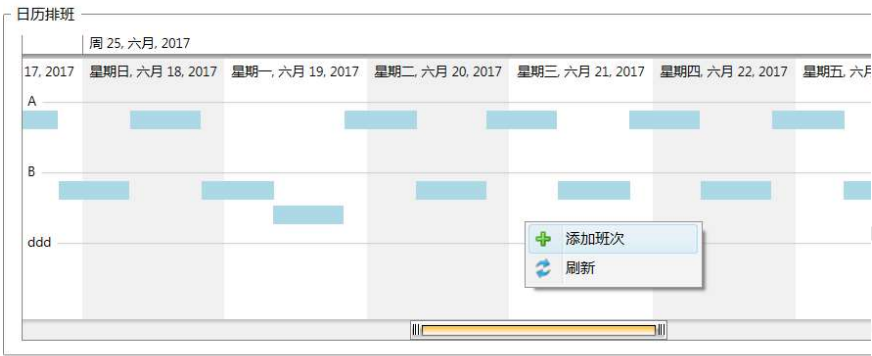 日历排班
周 25, 六月, 2017
17, 2017 星期日, 六月 18, 2017 星期一, 六月 19, 2017 星期二, 六月 20, 2017 星期三, 六月 21, 2017 星期四, 六月 22, 2017 星期五, 六月
A
B
ddd
添加班次
刷新